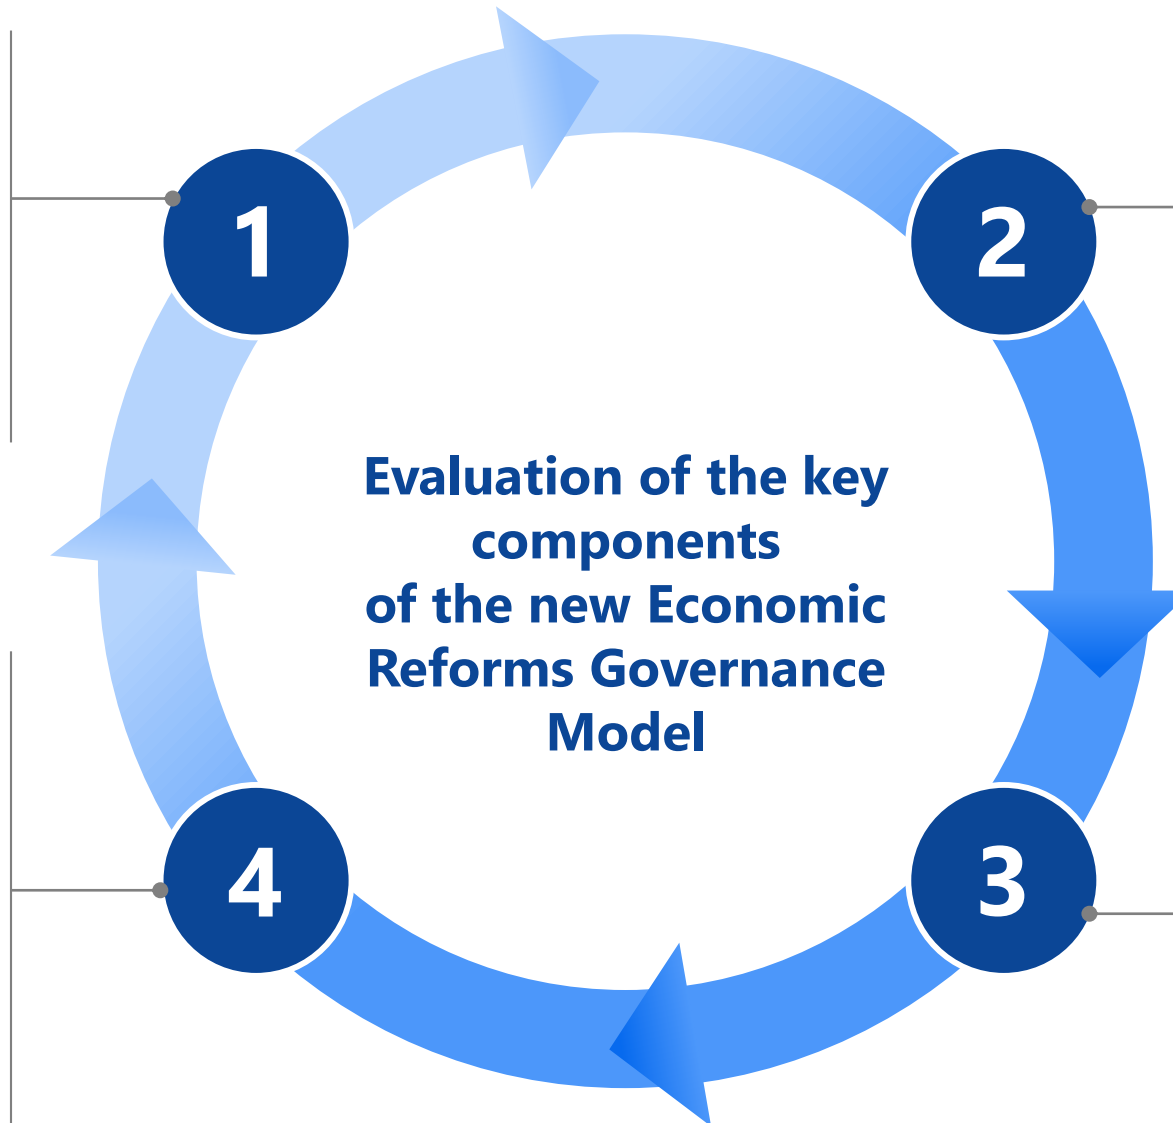 1
2
Evaluation of the key
components
of the new Economic
Reforms Governance
Model
4
3